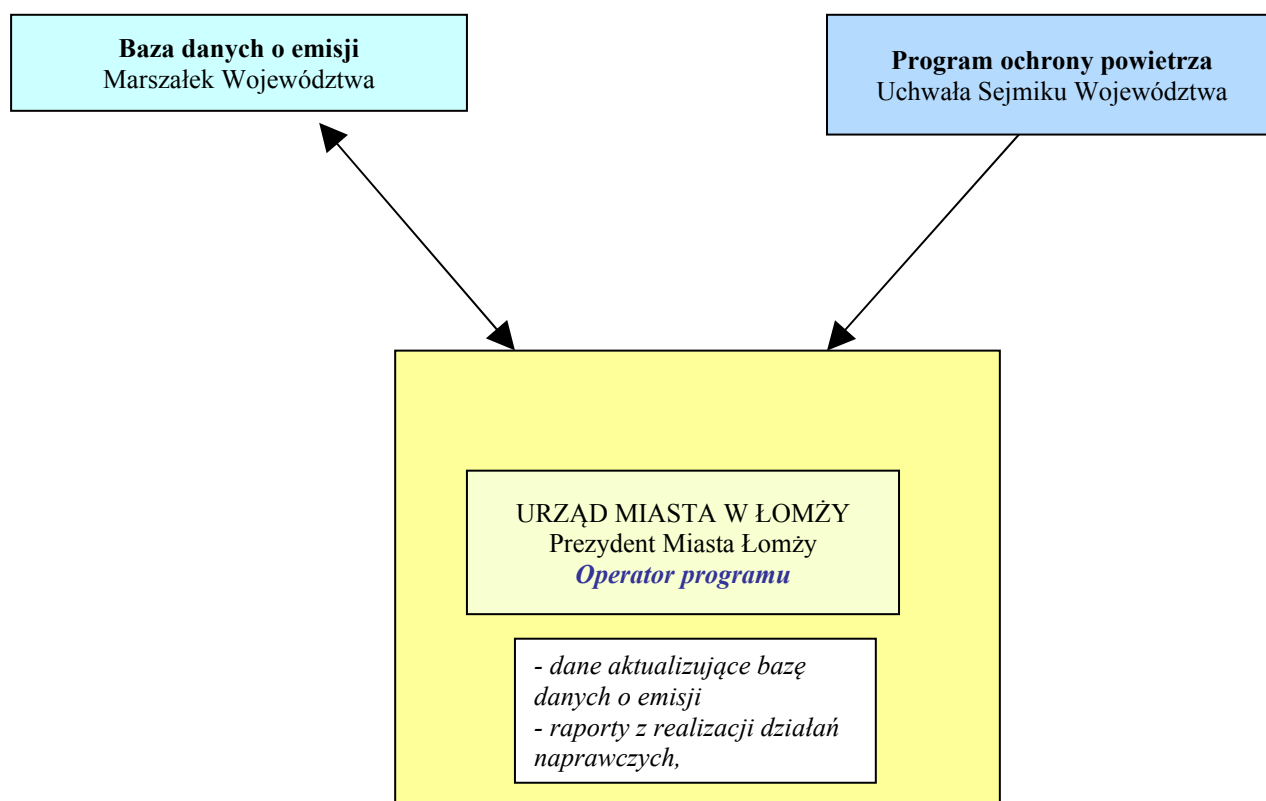 Baza danych o emisji
Marszałek Województwa
Program ochrony powietrza
Uchwała Sejmiku Województwa
URZĄD MIASTA W ŁOMŻY
Prezydent Miasta Łomży
Operator programu
- dane aktualizujące bazę
danych o emisji
- raporty z realizacji działań
naprawczych,